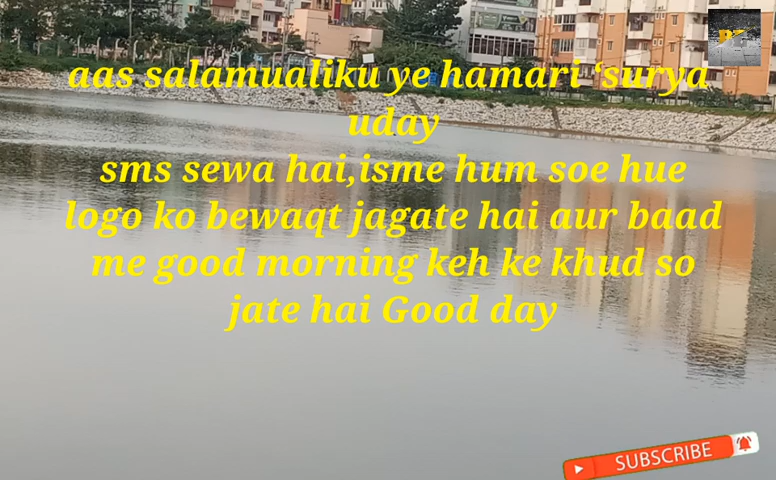 aas salamualiku ye hamari ‘surya
uday
sms sewa hai,isme hum soe hue
logo ko bewaqt jagate hai aur baad
me good morning keh ke khud so
jate hai Good day
SUBSCRIBE